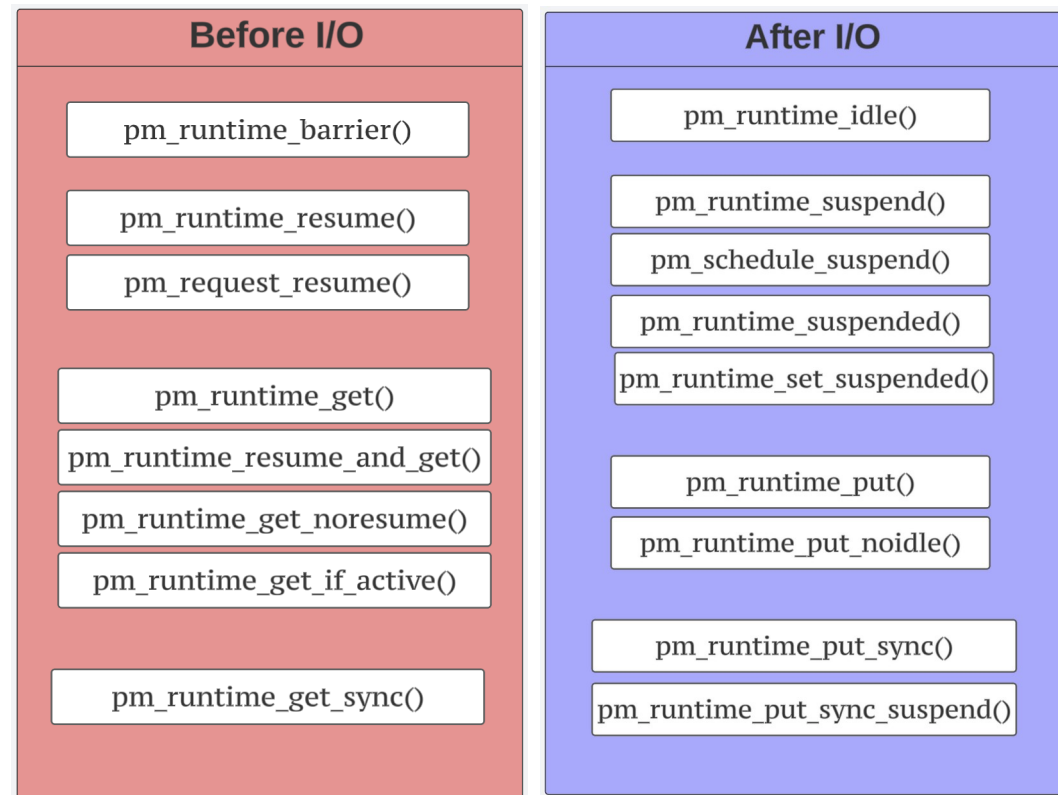 Before I/O
pm_runtime_barrier()
pm_runtime_resume()
pm_request_resume()
pm_runtime_get()
pm_runtime_resume_and_get()
pm_runtime_get_noresume()
pm_runtime_get_if_active()
pm_runtime_get_sync()
After I/O
pm_runtime_idle()
pm_runtime_suspend()
pm_schedule_suspend()
pm_runtime_suspended()
pm_runtime_set_suspended()
pm_runtime_put()
pm_runtime_put_noidle()
pm_runtime_put_sync()
pm_runtime_put_sync_suspend()